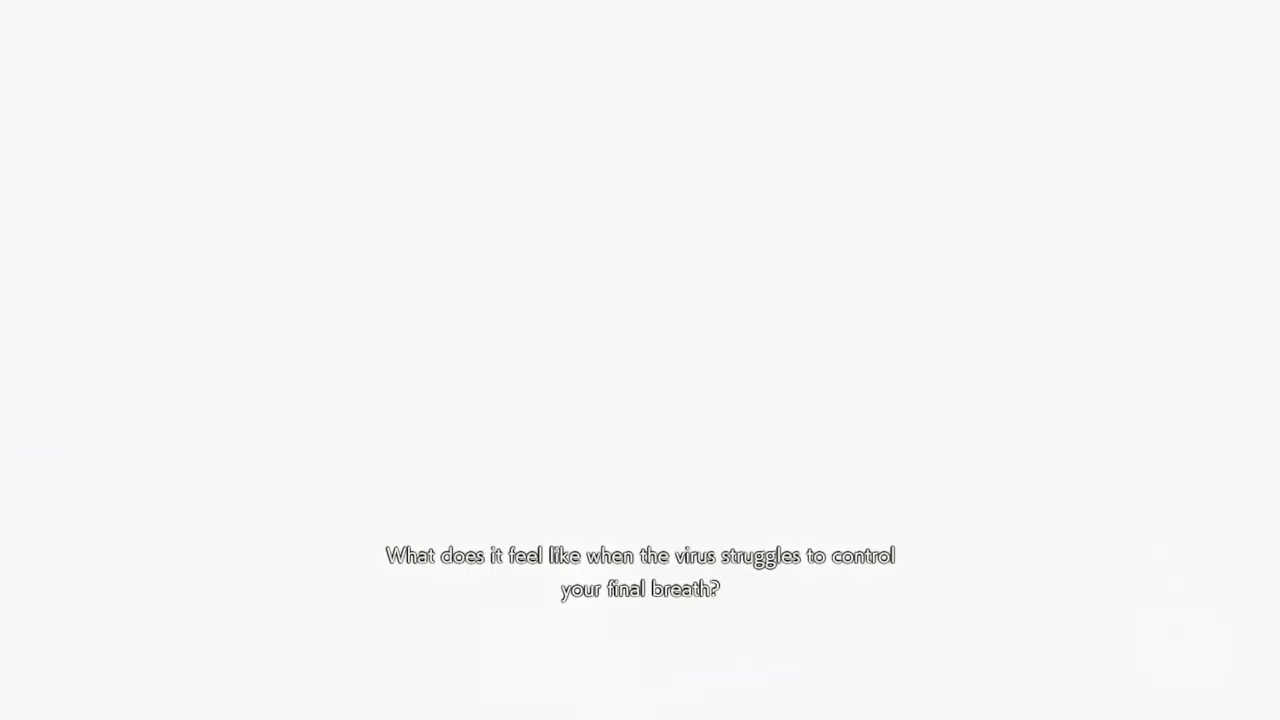 What does it feel like when the virus struggles to control
your final breath?